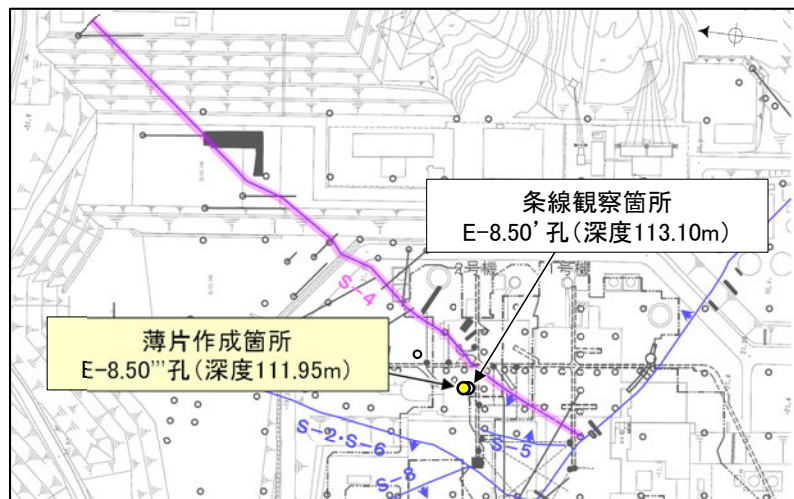 条線観察箇所
E-8.50’孔(深度113.10m)
2号機
1号機
S-4
薄片作成箇所
E-8.50’’’孔(深度111.95m)
S-2・S-6
S-5
S-8